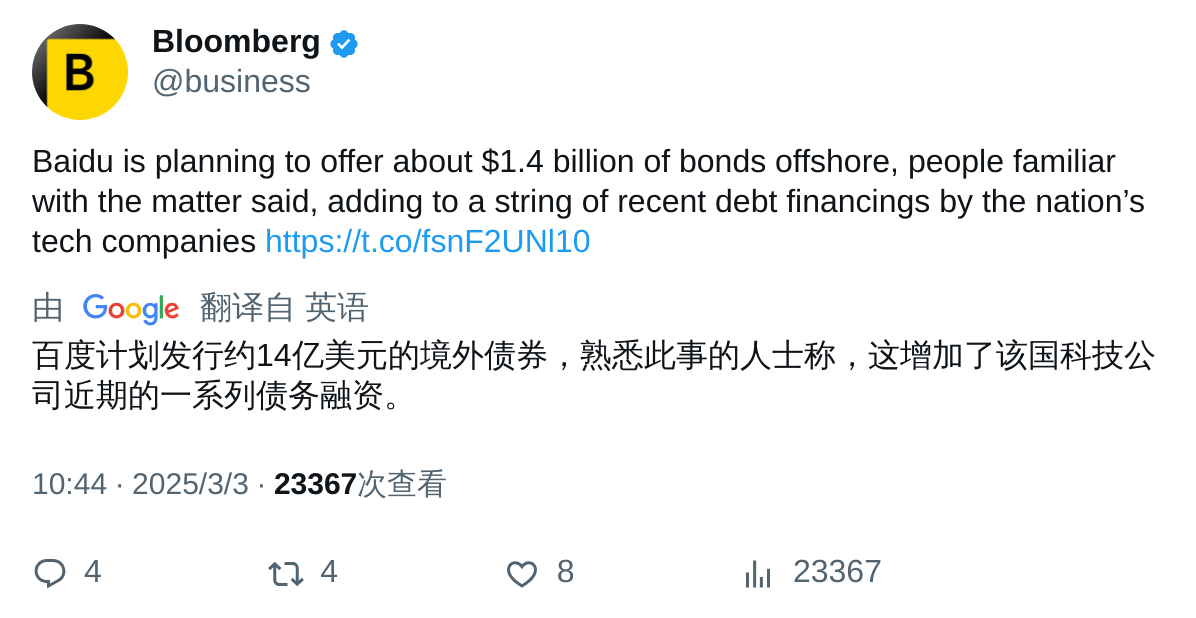 B
Bloomberg
@business
Baidu is planning to offer about $1.4 billion of bonds offshore, people familiar
with the matter said, adding to a string of recent debt financings by the nation’s
tech companies https://t.co/fsnF2UNl10
由 Google 翻译自 英语
百度计划发行约14亿美元的境外债券，熟悉此事的人士称，这增加了该国科技公
司近期的一系列债务融资。
10:44 · 2025/3/3 · 23367次查看
4 4 8 23367